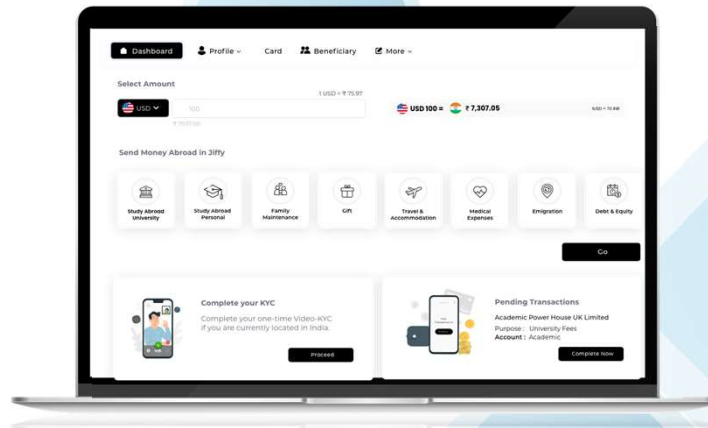 Dashboard Profile Card Beneficiary More
Select Amount
1 USD = ₹ 75.97
USD 100 USD 100 = ₹ 7,307.05
Send Money Abroad in Jiffy
Study Abroad University
Study Abroad Personal
Family Maintenance
Gift
Travel & Accommodation
Medical Expenses
Emigration
Debt & Equity
Go
Complete your KYC
Complete your one-time Video-KYC
if you are currently located in India.
Proceed
Pending Transactions
Academic Power House UK Limited
Purpose : University Fees
Account : Academic
Complete Now